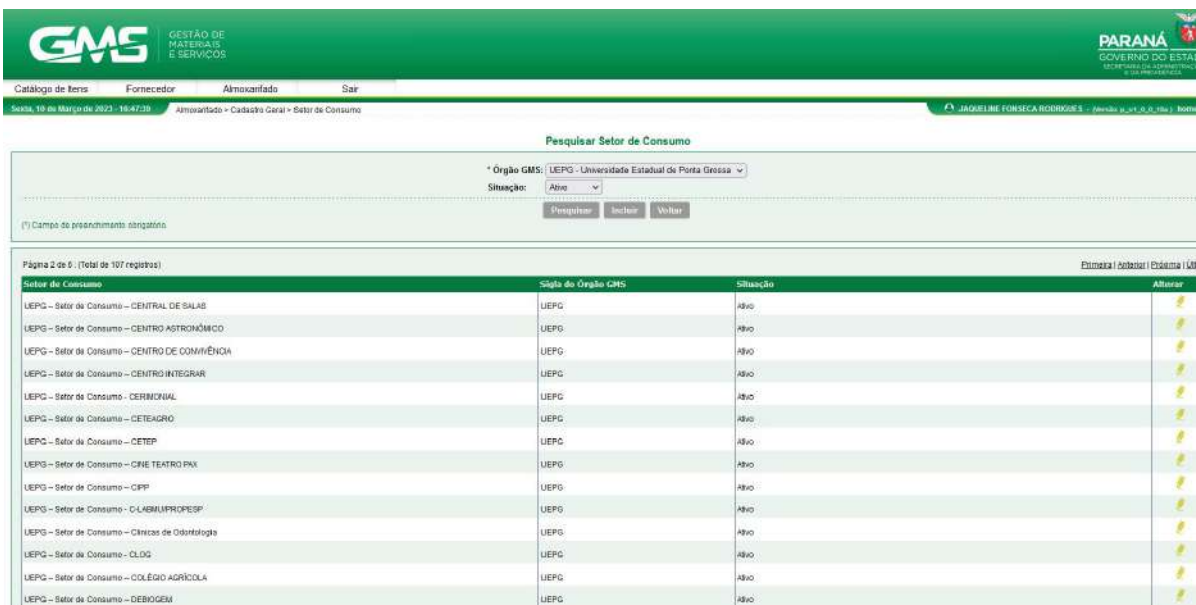 GMS
GESTÃO DE
MATERIAIS
E SERVIÇOS
PARANÁ
GOVERNO DO ESTA
Catálogo de Itens Fornecedor Almoxarifado Sair
Sexta, 10 de Março de 2023 - 16:47:39 Almoxarifado > Cadastro Geral > Setor de Consumo JAQUELINE FONSECA RODRIGUES - home
Pesquisar Setor de Consumo
* Órgão GMS: UEPG - Universidade Estadual de Ponta Grossa
Situação: Ativo
Pesquisar Incluir Voltar
(*) Campo de preenchimento obrigatório
Página 2 de 6 : (Total de 107 registros) Primeira | Anterior | Próxima | Úl
Setor de Consumo Sigla do Órgão GMS Situação Alterar
UEPG – Setor de Consumo – CENTRAL DE SALAS UEPG Ativo
UEPG – Setor de Consumo – CENTRO ASTRONÔMICO UEPG Ativo
UEPG – Setor de Consumo – CENTRO DE CONVIVÊNCIA UEPG Ativo
UEPG – Setor de Consumo – CENTRO INTEGRAR UEPG Ativo
UEPG – Setor de Consumo - CERIMONIAL UEPG Ativo
UEPG – Setor de Consumo – CETEAGRO UEPG Ativo
UEPG – Setor de Consumo – CETEP UEPG Ativo
UEPG – Setor de Consumo – CINE TEATRO PAX UEPG Ativo
UEPG – Setor de Consumo – CIPP UEPG Ativo
UEPG – Setor de Consumo - C-LABMU/PROPESP UEPG Ativo
UEPG – Setor de Consumo – Clínicas de Odontologia UEPG Ativo
UEPG – Setor de Consumo - CLOG UEPG Ativo
UEPG – Setor de Consumo – COLÉGIO AGRÍCOLA UEPG Ativo
UEPG – Setor de Consumo – DEBIOGEM UEPG Ativo